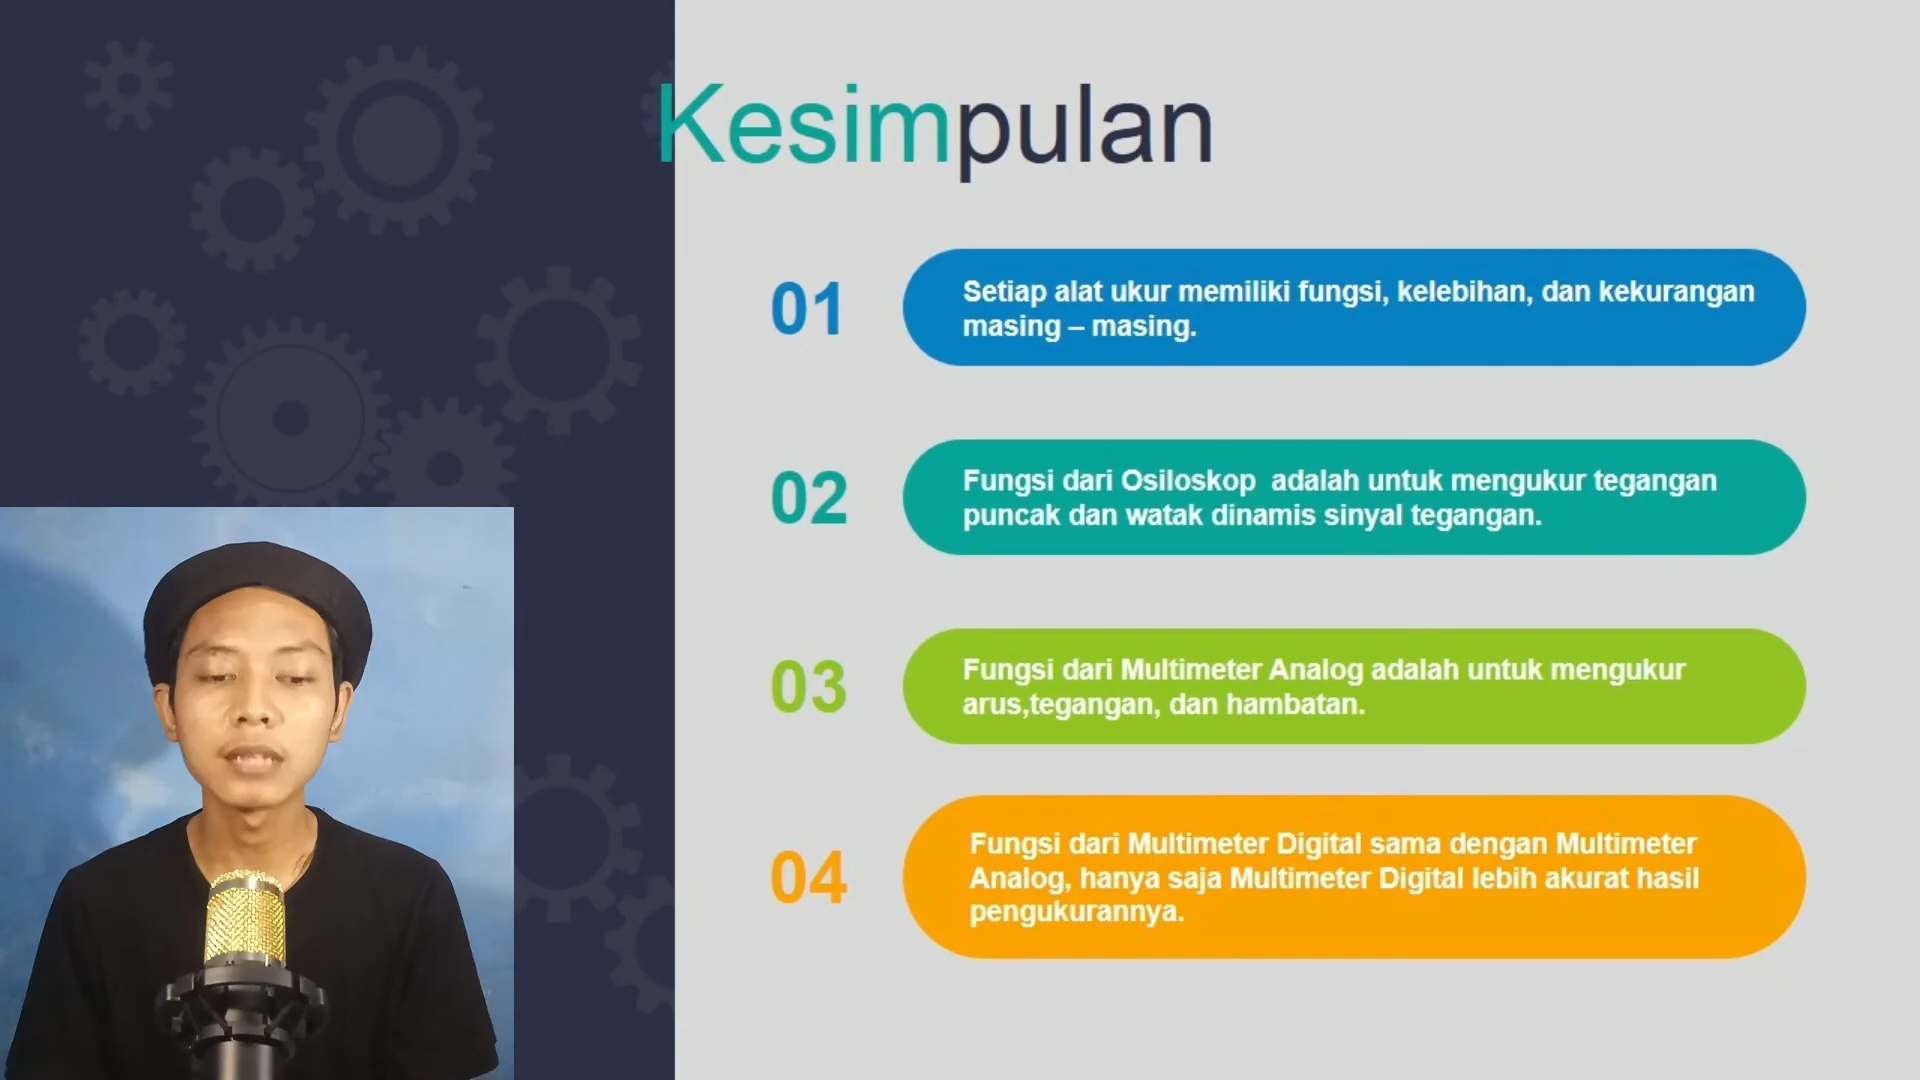 Kesimpulan
01
Setiap alat ukur memiliki fungsi, kelebihan, dan kekurangan
masing – masing.
02
Fungsi dari Osiloskop  adalah untuk mengukur tegangan
puncak dan watak dinamis sinyal tegangan.
03
Fungsi dari Multimeter Analog adalah untuk mengukur
arus,tegangan, dan hambatan.
04
Fungsi dari Multimeter Digital sama dengan Multimeter
Analog, hanya saja Multimeter Digital lebih akurat hasil
pengukurannya.